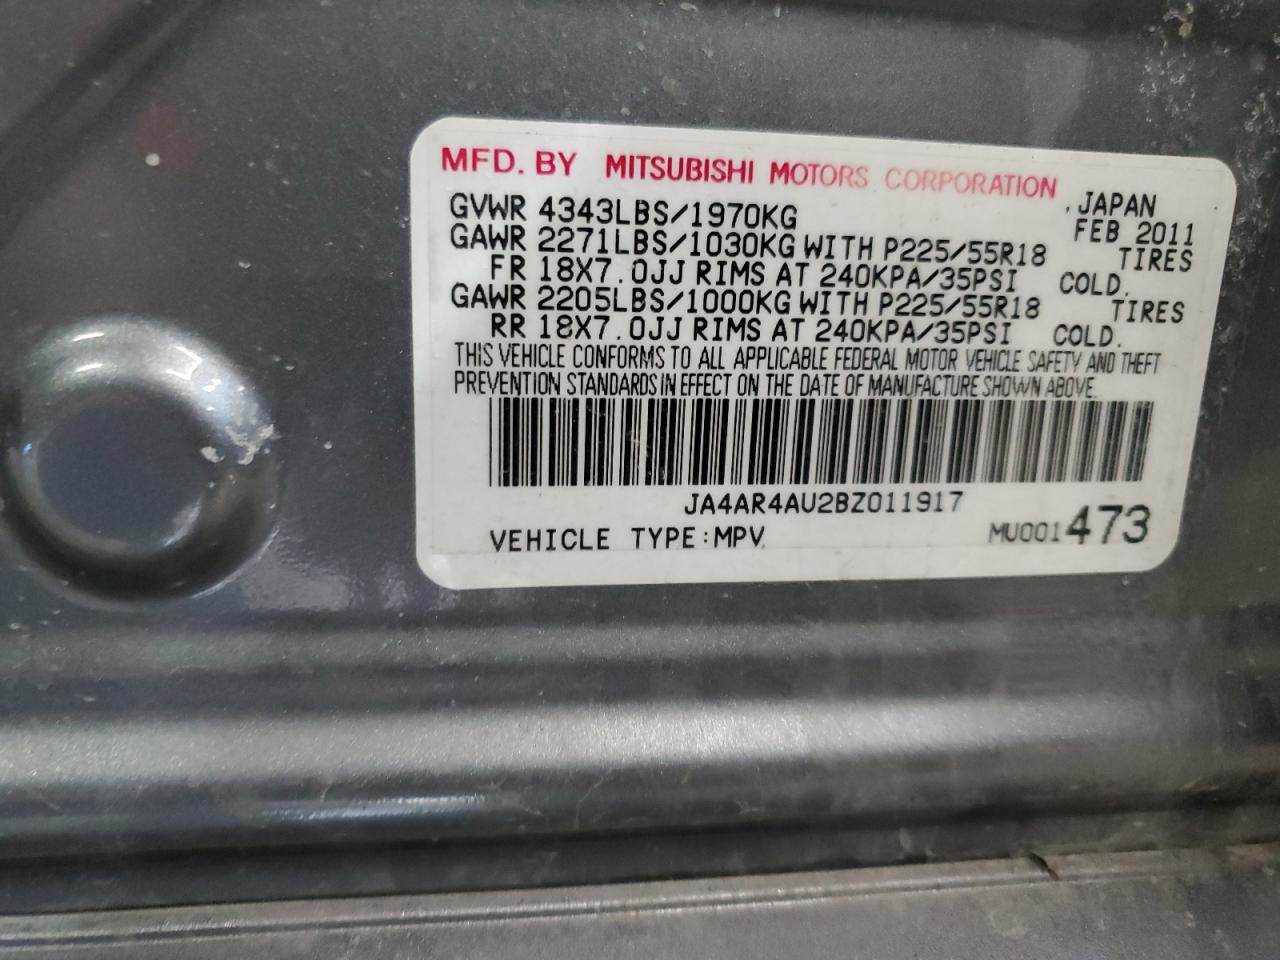 MFD. BY MITSUBISHI MOTORS CORPORATION
, JAPAN
GVWR 4343LBS/1970KG FEB 2011
GAWR 2271LBS/1030KG WITH P225/55R18 TIRES
FR 18X7.0JJ RIMS AT 240KPA/35PSI COLD.
GAWR 2205LBS/1000KG WITH P225/55R18 TIRES
RR 18X7.0JJ RIMS AT 240KPA/35PSI COLD.
THIS VEHICLE CONFORMS TO ALL APPLICABLE FEDERAL MOTOR VEHICLE SAFETY AND THEFT
PREVENTION STANDARDS IN EFFECT ON THE DATE OF MANUFACTURE SHOWN ABOVE.
JA4AR4AU2BZ011917
VEHICLE TYPE:MPV MU001473